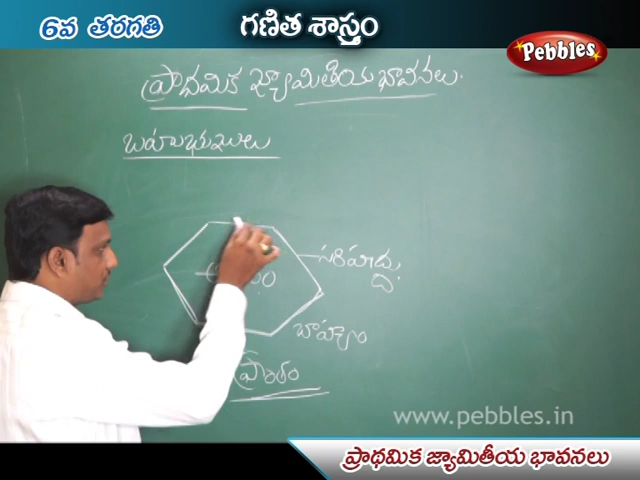 6వ తరగతి
గణిత శాస్త్రం
Pebbles
ప్రాథమిక జ్యామితీయ భావనలు.
బహుభుజులు
సరిహద్దు
బాహ్యం
ప్రాంతం
www.pebbles.in
ప్రాథమిక జ్యామితీయ భావనలు